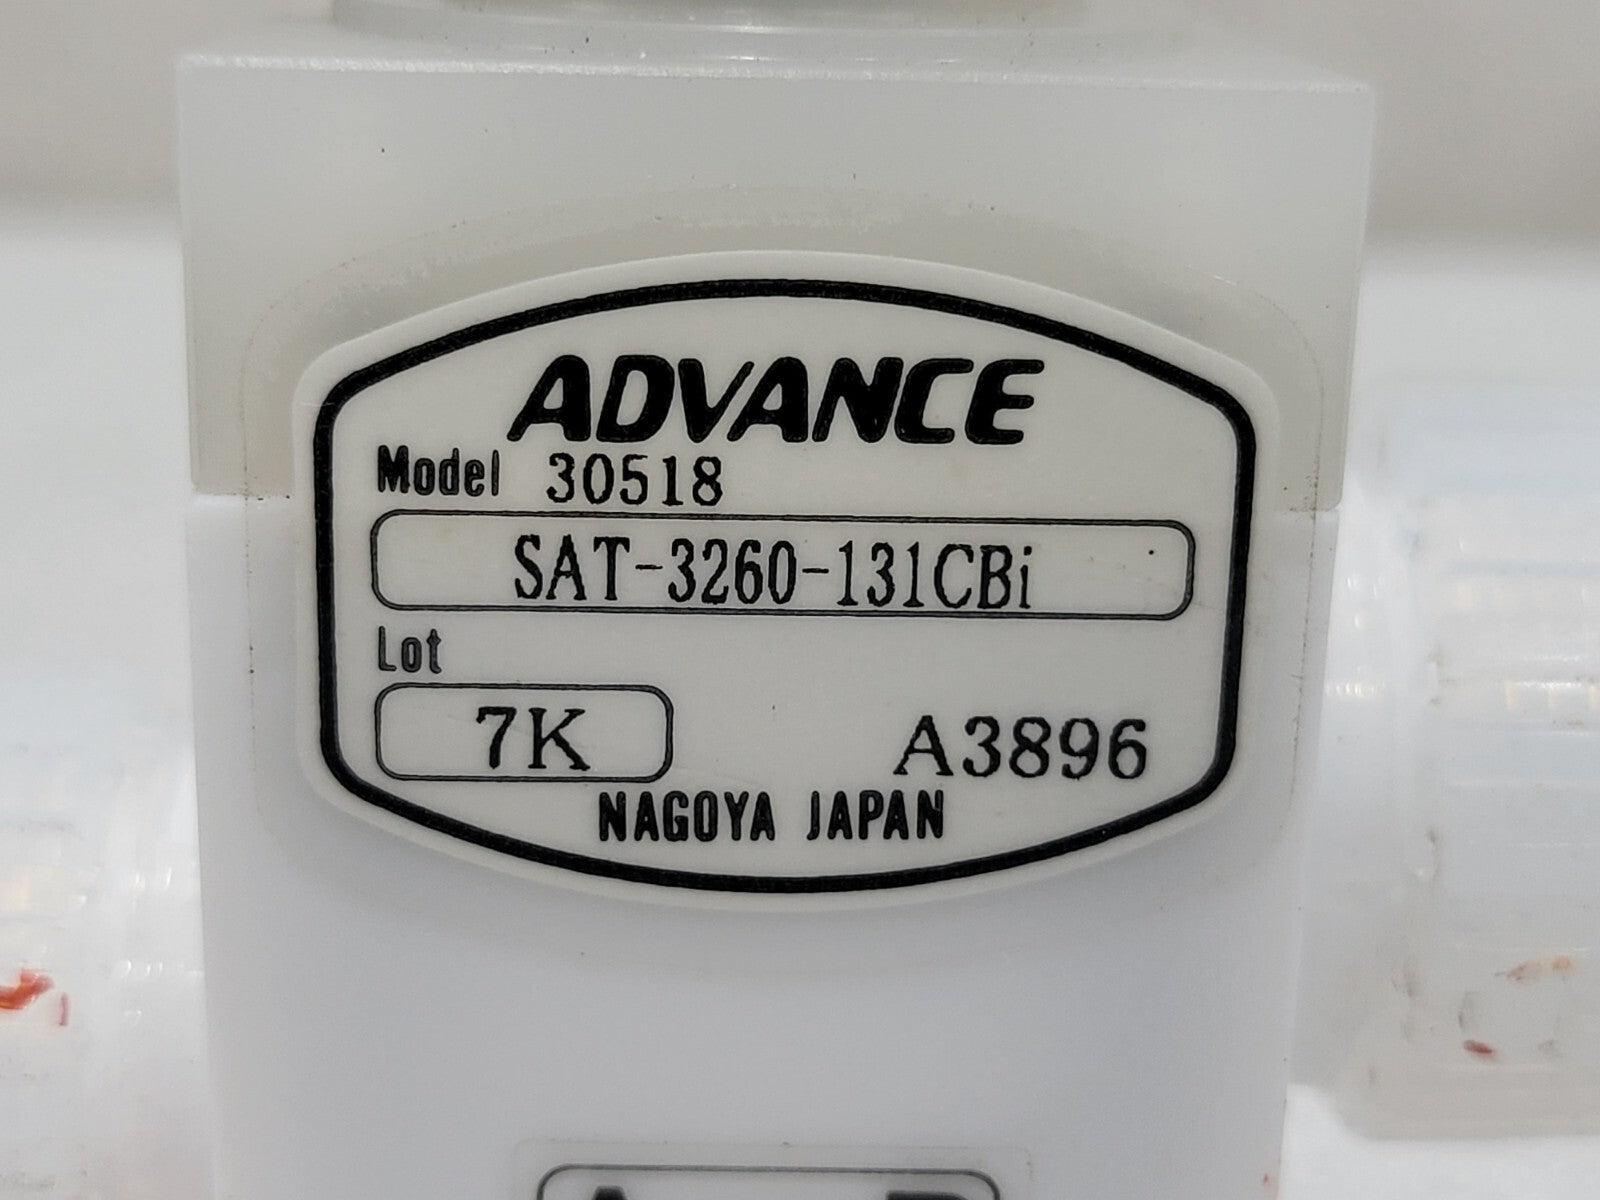 ADVANCE
Model 30518
SAT-3260-131CBi
Lot
7K A3896
NAGOYA JAPAN